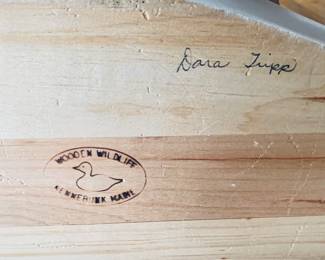 Dara Tripp
WOODEN WILDLIFE
KENNEBUNK MAINE